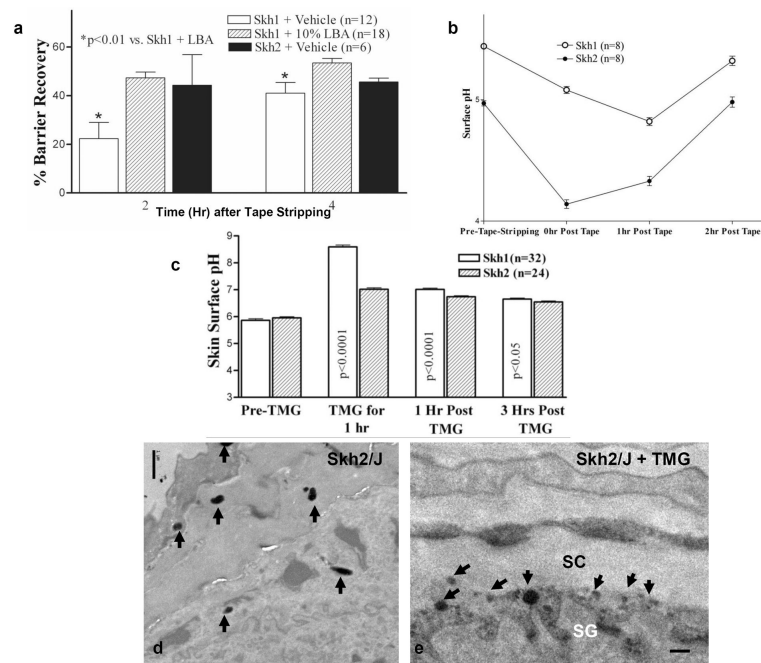 a
*p<0.01 vs. Skh1 + LBA
Skh1 + Vehicle (n=12)
Skh1 + 10% LBA (n=18)
Skh2 + Vehicle (n=6)
% Barrier Recovery
60
40
20
0
*
*
2
4
Time (Hr) after Tape Stripping
b
Skh1 (n=8)
Skh2 (n=8)
Surface pH
5
4
Pre-Tape-Stripping
0hr Post Tape
1hr Post Tape
2hr Post Tape
c
Skh1(n=32)
Skh2 (n=24)
Skin Surface pH
9
8
7
6
5
4
3
p<0.0001
p<0.0001
p<0.05
Pre-TMG
TMG for
1 hr
1 Hr Post
TMG
3 Hrs Post
TMG
Skh2/J
d
Skh2/J + TMG
SC
SG
e